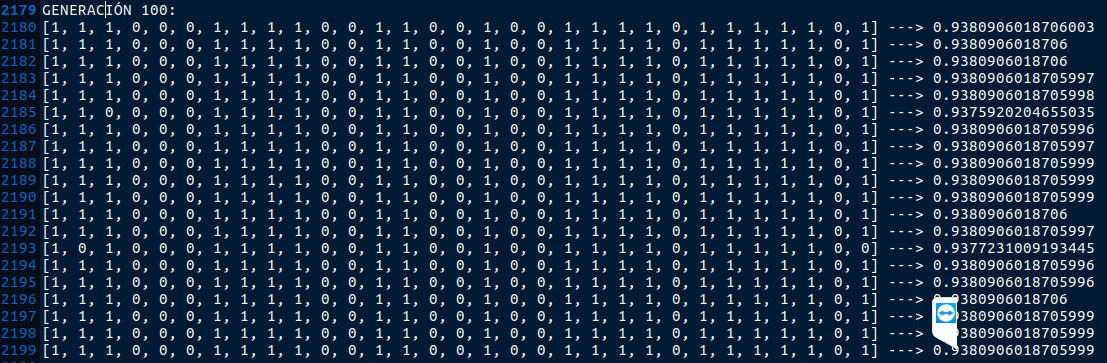 2179 GENERACIÓN 100:
2180 [1, 1, 1, 0, 0, 0, 1, 1, 1, 1, 0, 0, 1, 1, 0, 0, 1, 0, 0, 1, 1, 1, 1, 0, 1, 1, 1, 1, 1, 0, 1] ---> 0.9380906018706003
2181 [1, 1, 1, 0, 0, 0, 1, 1, 1, 1, 0, 0, 1, 1, 0, 0, 1, 0, 0, 1, 1, 1, 1, 0, 1, 1, 1, 1, 1, 0, 1] ---> 0.9380906018706
2182 [1, 1, 1, 0, 0, 0, 1, 1, 1, 1, 0, 0, 1, 1, 0, 0, 1, 0, 0, 1, 1, 1, 1, 0, 1, 1, 1, 1, 1, 0, 1] ---> 0.9380906018706
2183 [1, 1, 1, 0, 0, 0, 1, 1, 1, 1, 0, 0, 1, 1, 0, 0, 1, 0, 0, 1, 1, 1, 1, 0, 1, 1, 1, 1, 1, 0, 1] ---> 0.9380906018705997
2184 [1, 1, 1, 0, 0, 0, 1, 1, 1, 1, 0, 0, 1, 1, 0, 0, 1, 0, 0, 1, 1, 1, 1, 0, 1, 1, 1, 1, 1, 0, 1] ---> 0.9380906018705998
2185 [1, 1, 0, 0, 0, 0, 1, 1, 1, 1, 0, 0, 1, 1, 0, 0, 1, 0, 0, 1, 1, 1, 1, 0, 1, 1, 1, 1, 1, 0, 1] ---> 0.9375920204655035
2186 [1, 1, 1, 0, 0, 0, 1, 1, 1, 1, 0, 0, 1, 1, 0, 0, 1, 0, 0, 1, 1, 1, 1, 0, 1, 1, 1, 1, 1, 0, 1] ---> 0.9380906018705996
2187 [1, 1, 1, 0, 0, 0, 1, 1, 1, 1, 0, 0, 1, 1, 0, 0, 1, 0, 0, 1, 1, 1, 1, 0, 1, 1, 1, 1, 1, 0, 1] ---> 0.9380906018705997
2188 [1, 1, 1, 0, 0, 0, 1, 1, 1, 1, 0, 0, 1, 1, 0, 0, 1, 0, 0, 1, 1, 1, 1, 0, 1, 1, 1, 1, 1, 0, 1] ---> 0.9380906018705999
2189 [1, 1, 1, 0, 0, 0, 1, 1, 1, 1, 0, 0, 1, 1, 0, 0, 1, 0, 0, 1, 1, 1, 1, 0, 1, 1, 1, 1, 1, 0, 1] ---> 0.9380906018705999
2190 [1, 1, 1, 0, 0, 0, 1, 1, 1, 1, 0, 0, 1, 1, 0, 0, 1, 0, 0, 1, 1, 1, 1, 0, 1, 1, 1, 1, 1, 0, 1] ---> 0.9380906018705999
2191 [1, 1, 1, 0, 0, 0, 1, 1, 1, 1, 0, 0, 1, 1, 0, 0, 1, 0, 0, 1, 1, 1, 1, 0, 1, 1, 1, 1, 1, 0, 1] ---> 0.9380906018706
2192 [1, 1, 1, 0, 0, 0, 1, 1, 1, 1, 0, 0, 1, 1, 0, 0, 1, 0, 0, 1, 1, 1, 1, 0, 1, 1, 1, 1, 1, 0, 1] ---> 0.9380906018705997
2193 [1, 0, 1, 0, 0, 0, 1, 1, 1, 1, 0, 0, 1, 1, 0, 0, 1, 0, 0, 1, 1, 1, 1, 0, 1, 1, 1, 1, 1, 0, 0] ---> 0.9377231009193445
2194 [1, 1, 1, 0, 0, 0, 1, 1, 1, 1, 0, 0, 1, 1, 0, 0, 1, 0, 0, 1, 1, 1, 1, 0, 1, 1, 1, 1, 1, 0, 1] ---> 0.9380906018705996
2195 [1, 1, 1, 0, 0, 0, 1, 1, 1, 1, 0, 0, 1, 1, 0, 0, 1, 0, 0, 1, 1, 1, 1, 0, 1, 1, 1, 1, 1, 0, 1] ---> 0.9380906018705996
2196 [1, 1, 1, 0, 0, 0, 1, 1, 1, 1, 0, 0, 1, 1, 0, 0, 1, 0, 0, 1, 1, 1, 1, 0, 1, 1, 1, 1, 1, 0, 1] ---> 0.9380906018706
2197 [1, 1, 1, 0, 0, 0, 1, 1, 1, 1, 0, 0, 1, 1, 0, 0, 1, 0, 0, 1, 1, 1, 1, 0, 1, 1, 1, 1, 1, 0, 1] ---> 0.9380906018705999
2198 [1, 1, 1, 0, 0, 0, 1, 1, 1, 1, 0, 0, 1, 1, 0, 0, 1, 0, 0, 1, 1, 1, 1, 0, 1, 1, 1, 1, 1, 0, 1] ---> 0.9380906018705999
2199 [1, 1, 1, 0, 0, 0, 1, 1, 1, 1, 0, 0, 1, 1, 0, 0, 1, 0, 0, 1, 1, 1, 1, 0, 1, 1, 1, 1, 1, 0, 1] ---> 0.9380906018705999